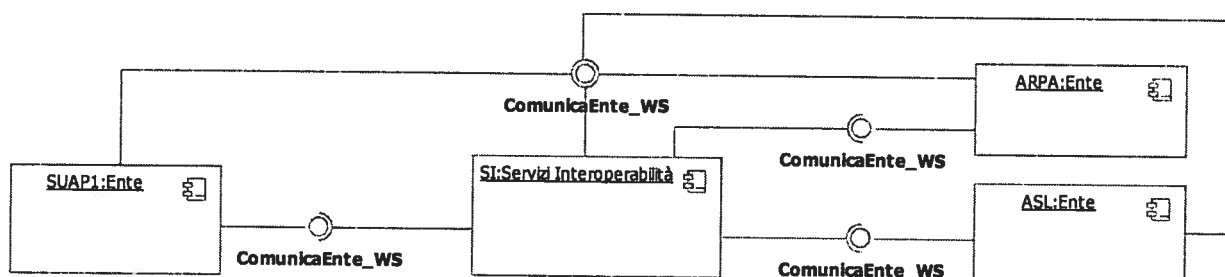 ComunicaEnte_WS
ARPA:Ente
ComunicaEnte_WS
SUAP1:Ente
SI:Servizi Interoperabilità
ASL:Ente
ComunicaEnte_WS
ComunicaEnte_WS